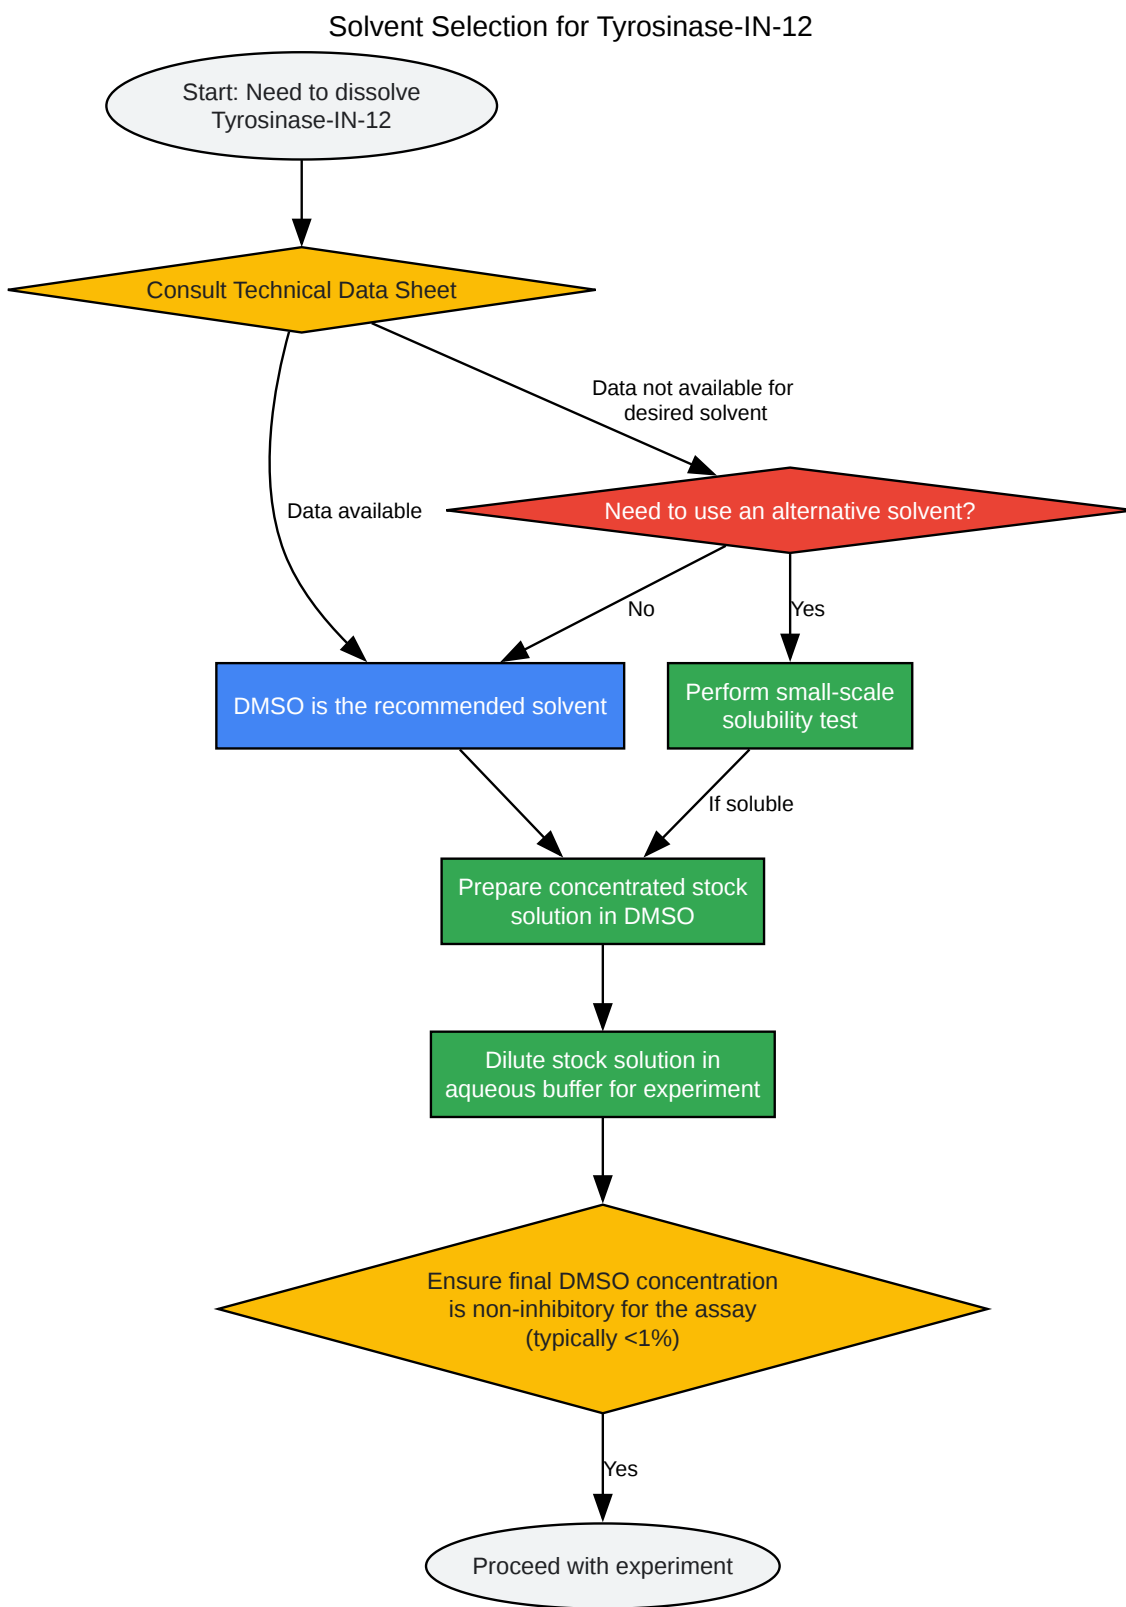 Solvent Selection for Tyrosinase-IN-12
Start: Need to dissolve
Tyrosinase-IN-12
Consult Technical Data Sheet
Data not available for
desired solvent
Data available
Need to use an alternative solvent?
No
Yes
DMSO is the recommended solvent
Perform small-scale
solubility test
If soluble
Prepare concentrated stock
solution in DMSO
Dilute stock solution in
aqueous buffer for experiment
Ensure final DMSO concentration
is non-inhibitory for the assay
(typically <1%)
Yes
Proceed with experiment